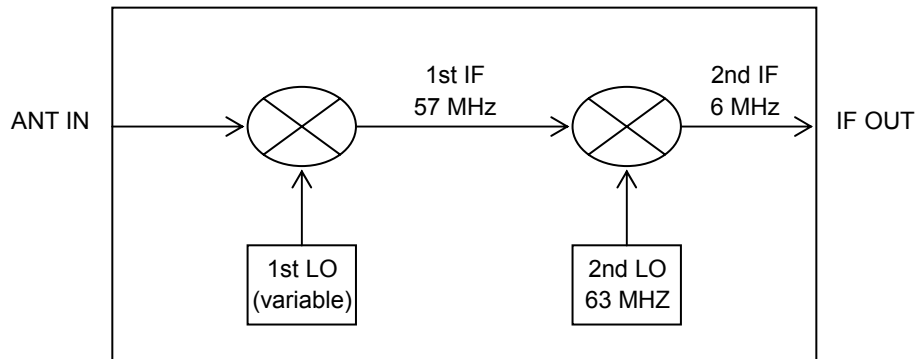 1st IF
57 MHz
2nd IF
6 MHz
ANT IN
IF OUT
1st LO
(variable)
2nd LO
63 MHZ